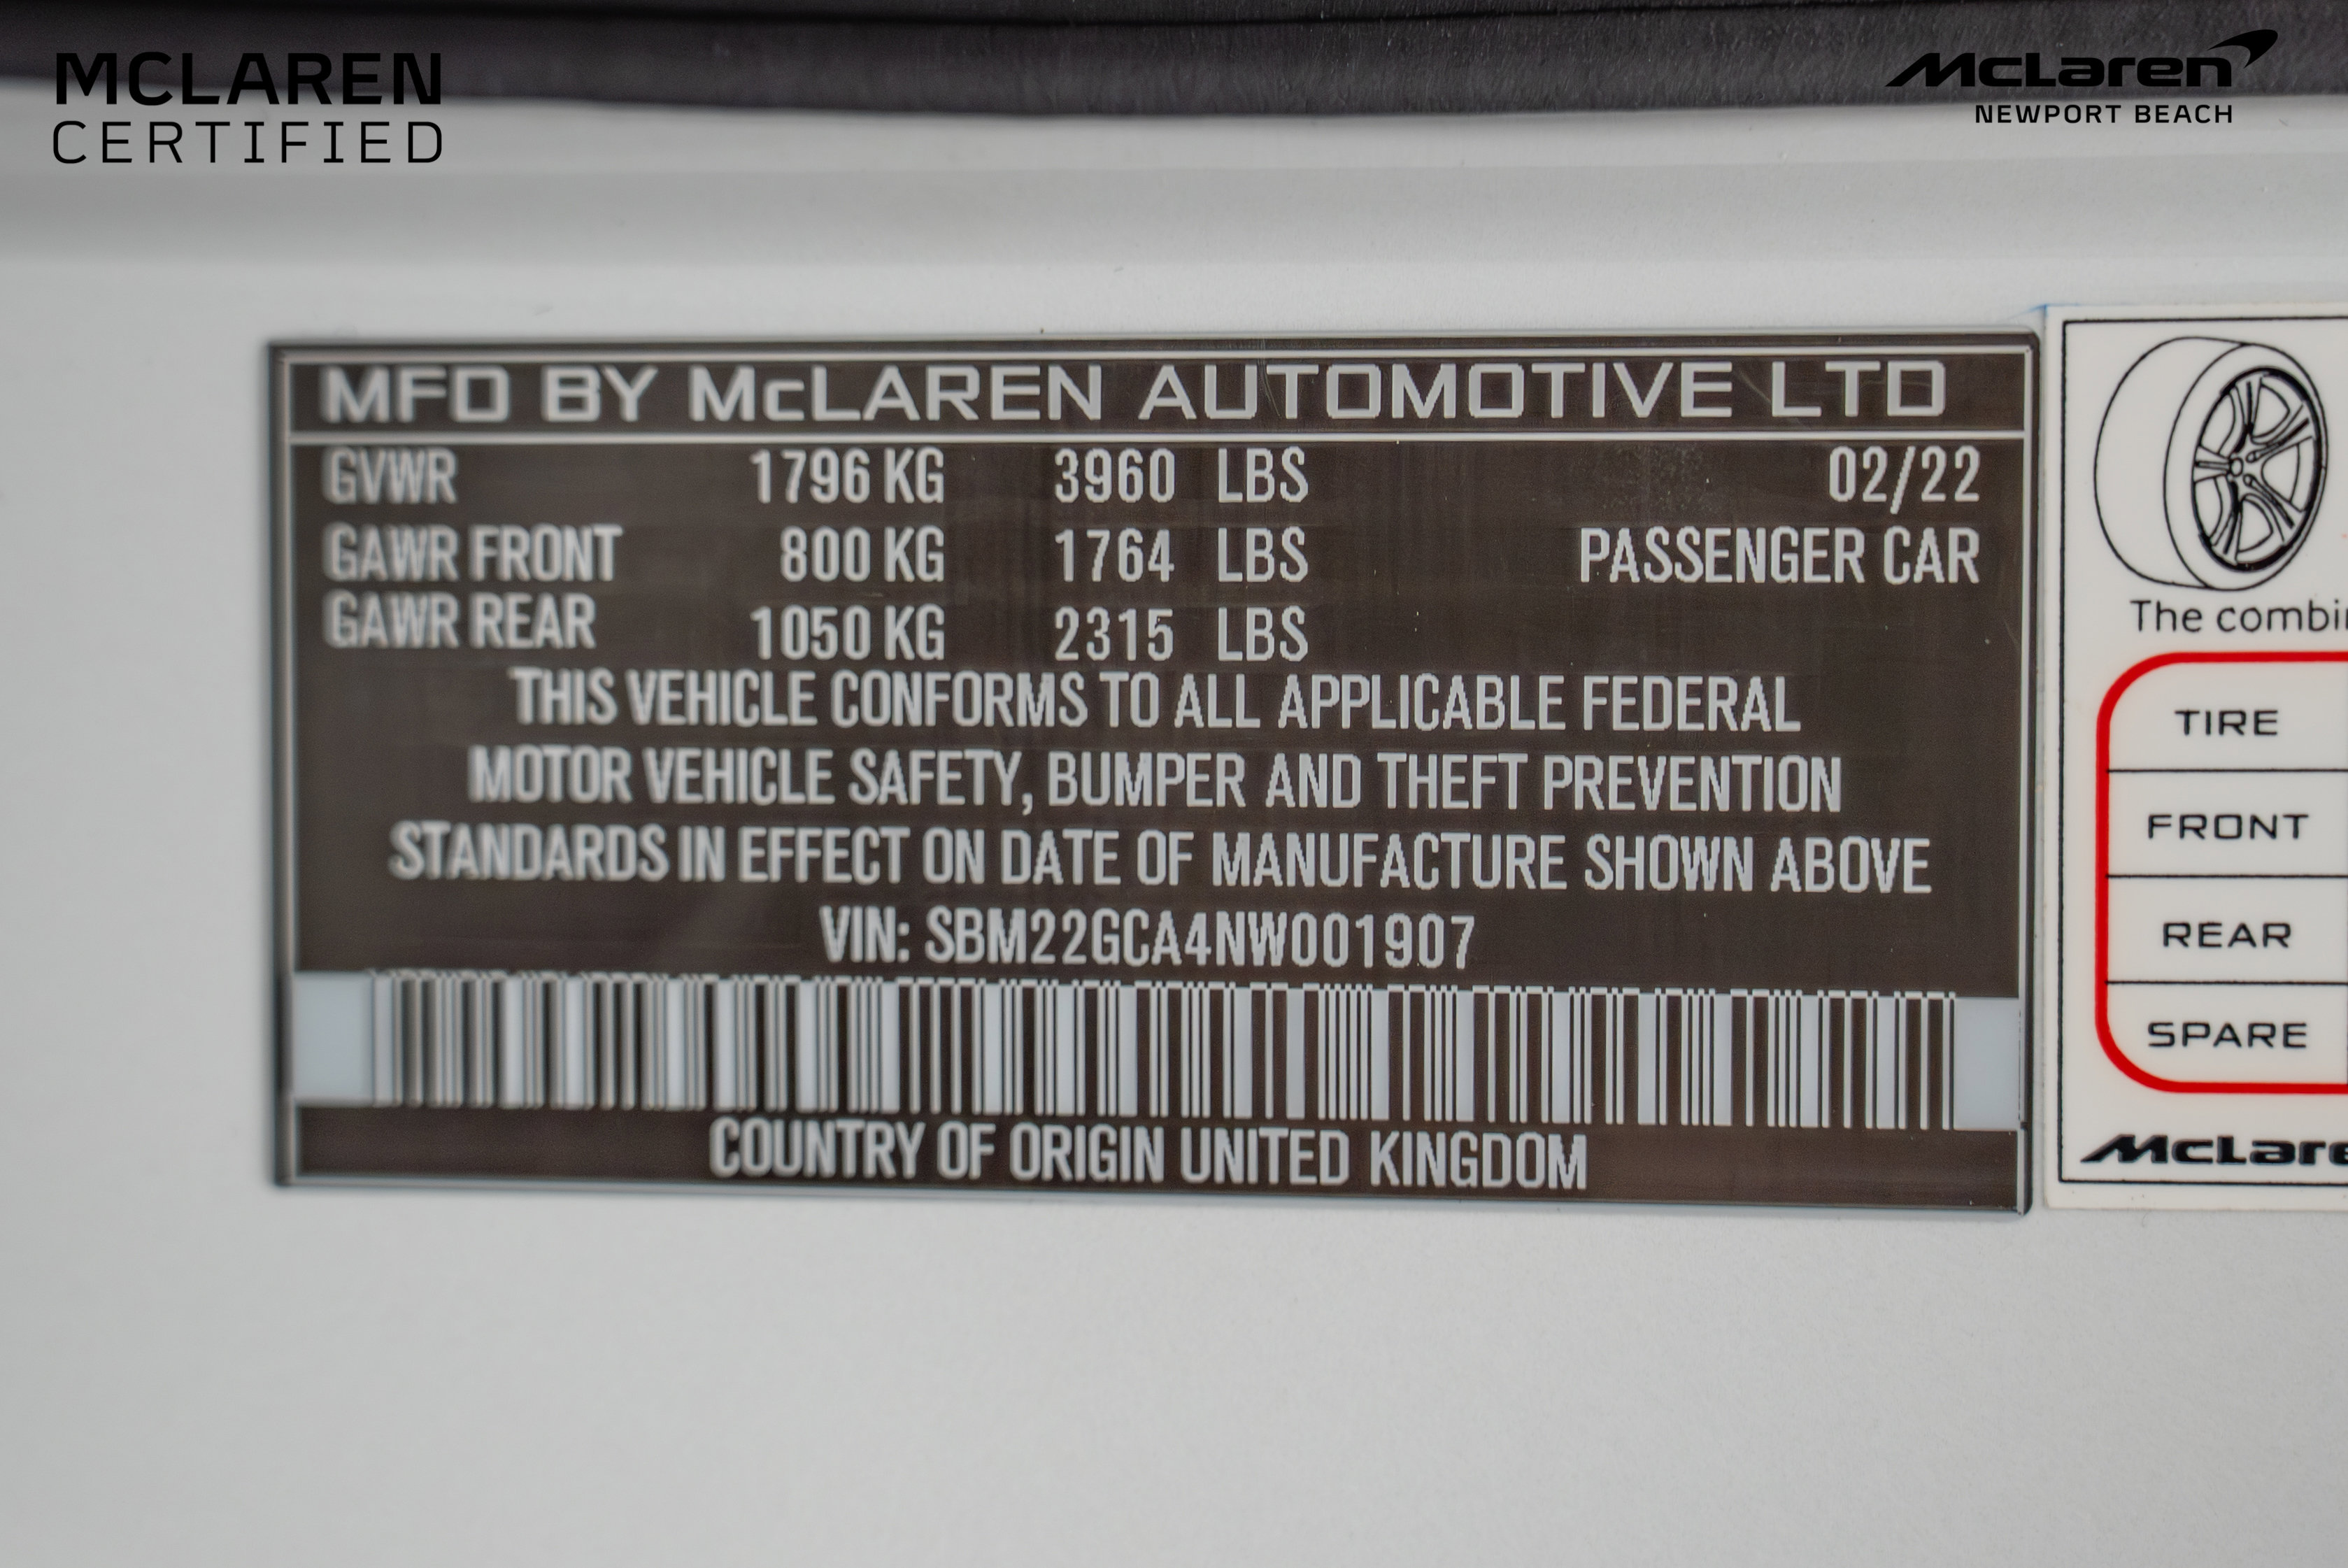 MCLAREN
CERTIFIED
McLaren
NEWPORT BEACH
MFD BY McLAREN AUTOMOTIVE LTD
GVWR 1796 KG 3960 LBS 02/22
GAWR FRONT 800 KG 1764 LBS PASSENGER CAR
GAWR REAR 1050 KG 2315 LBS
THIS VEHICLE CONFORMS TO ALL APPLICABLE FEDERAL
MOTOR VEHICLE SAFETY, BUMPER AND THEFT PREVENTION
STANDARDS IN EFFECT ON DATE OF MANUFACTURE SHOWN ABOVE
VIN: SBM22GCA4NW001907
COUNTRY OF ORIGIN UNITED KINGDOM
The combi
TIRE
FRONT
REAR
SPARE
McLare